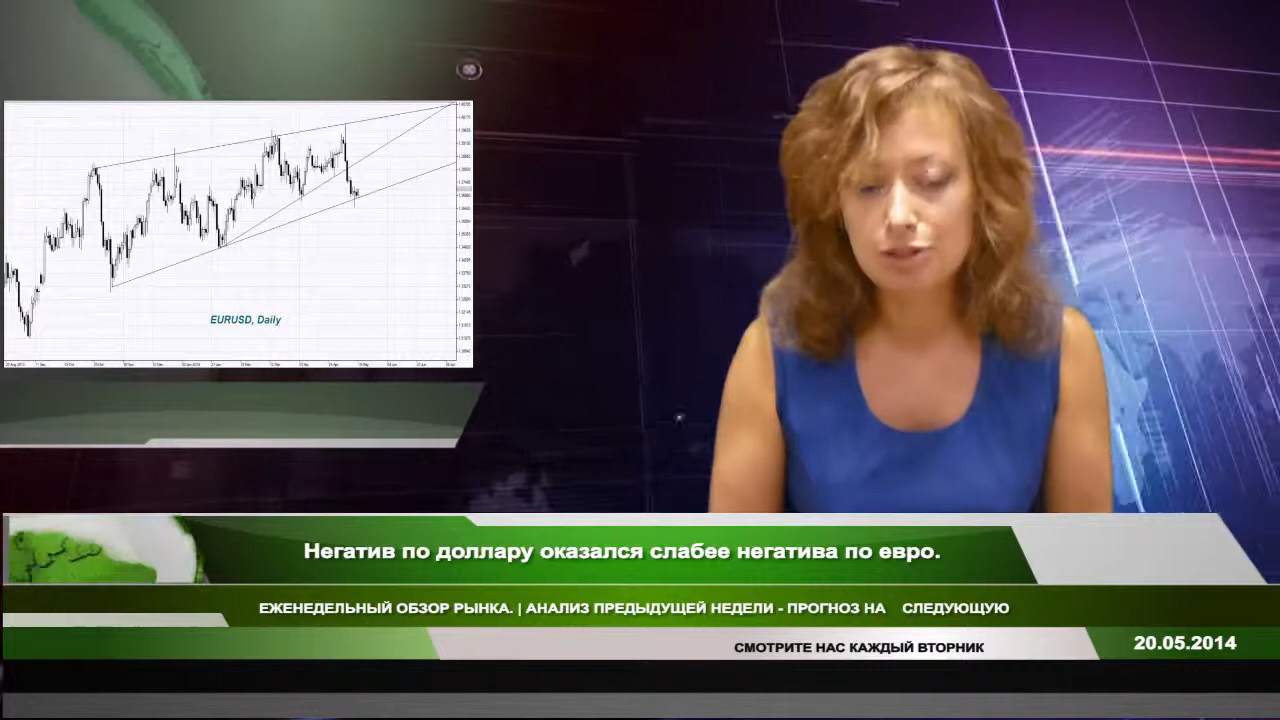 EURUSD, Daily
Негатив по доллару оказался слабее негатива по евро.
ЕЖЕНЕДЕЛЬНЫЙ ОБЗОР РЫНКА. | АНАЛИЗ ПРЕДЫДУЩЕЙ НЕДЕЛИ - ПРОГНОЗ НА СЛЕДУЮЩУЮ
СМОТРИТЕ НАС КАЖДЫЙ ВТОРНИК
20.05.2014